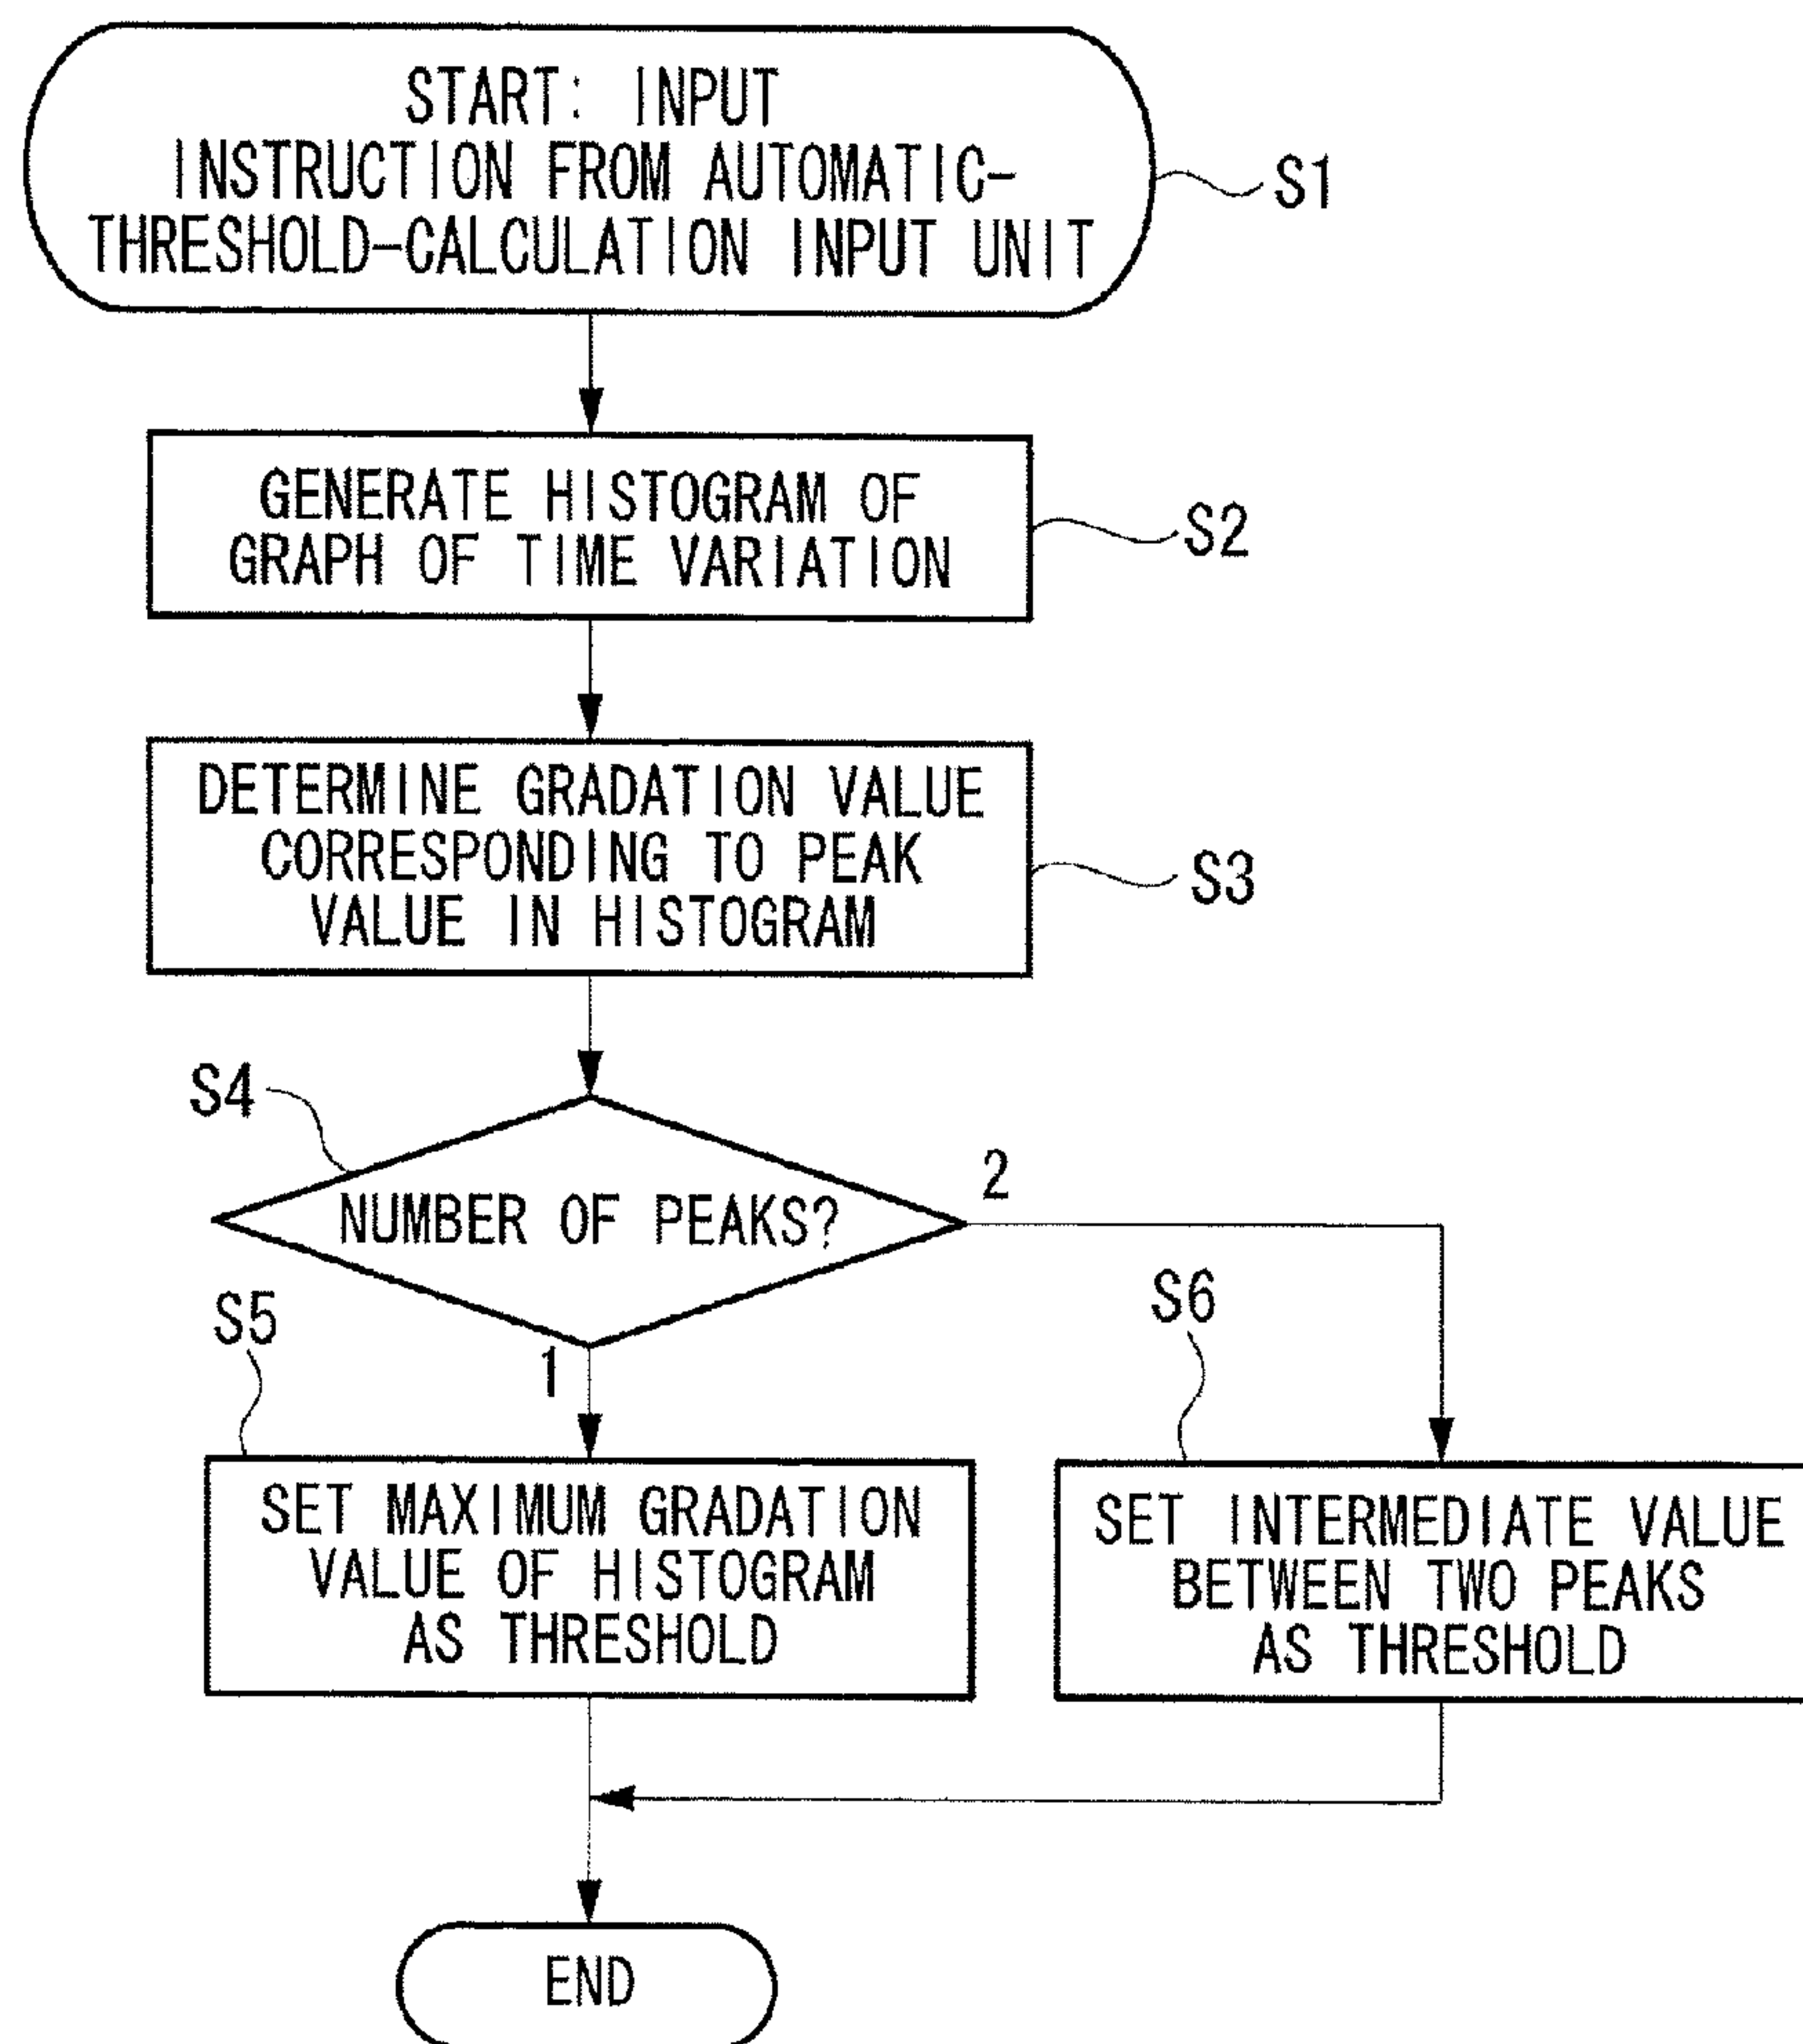 START: INPUT
INSTRUCTION FROM AUTOMATIC-
THRESHOLD-CALCULATION INPUT UNIT
S1
GENERATE HISTOGRAM OF
GRAPH OF TIME VARIATION
S2
DETERMINE GRADATION VALUE
CORRESPONDING TO PEAK
VALUE IN HISTOGRAM
S3
S4
NUMBER OF PEAKS?
2
1
S5
SET MAXIMUM GRADATION
VALUE OF HISTOGRAM
AS THRESHOLD
S6
SET INTERMEDIATE VALUE
BETWEEN TWO PEAKS
AS THRESHOLD
END